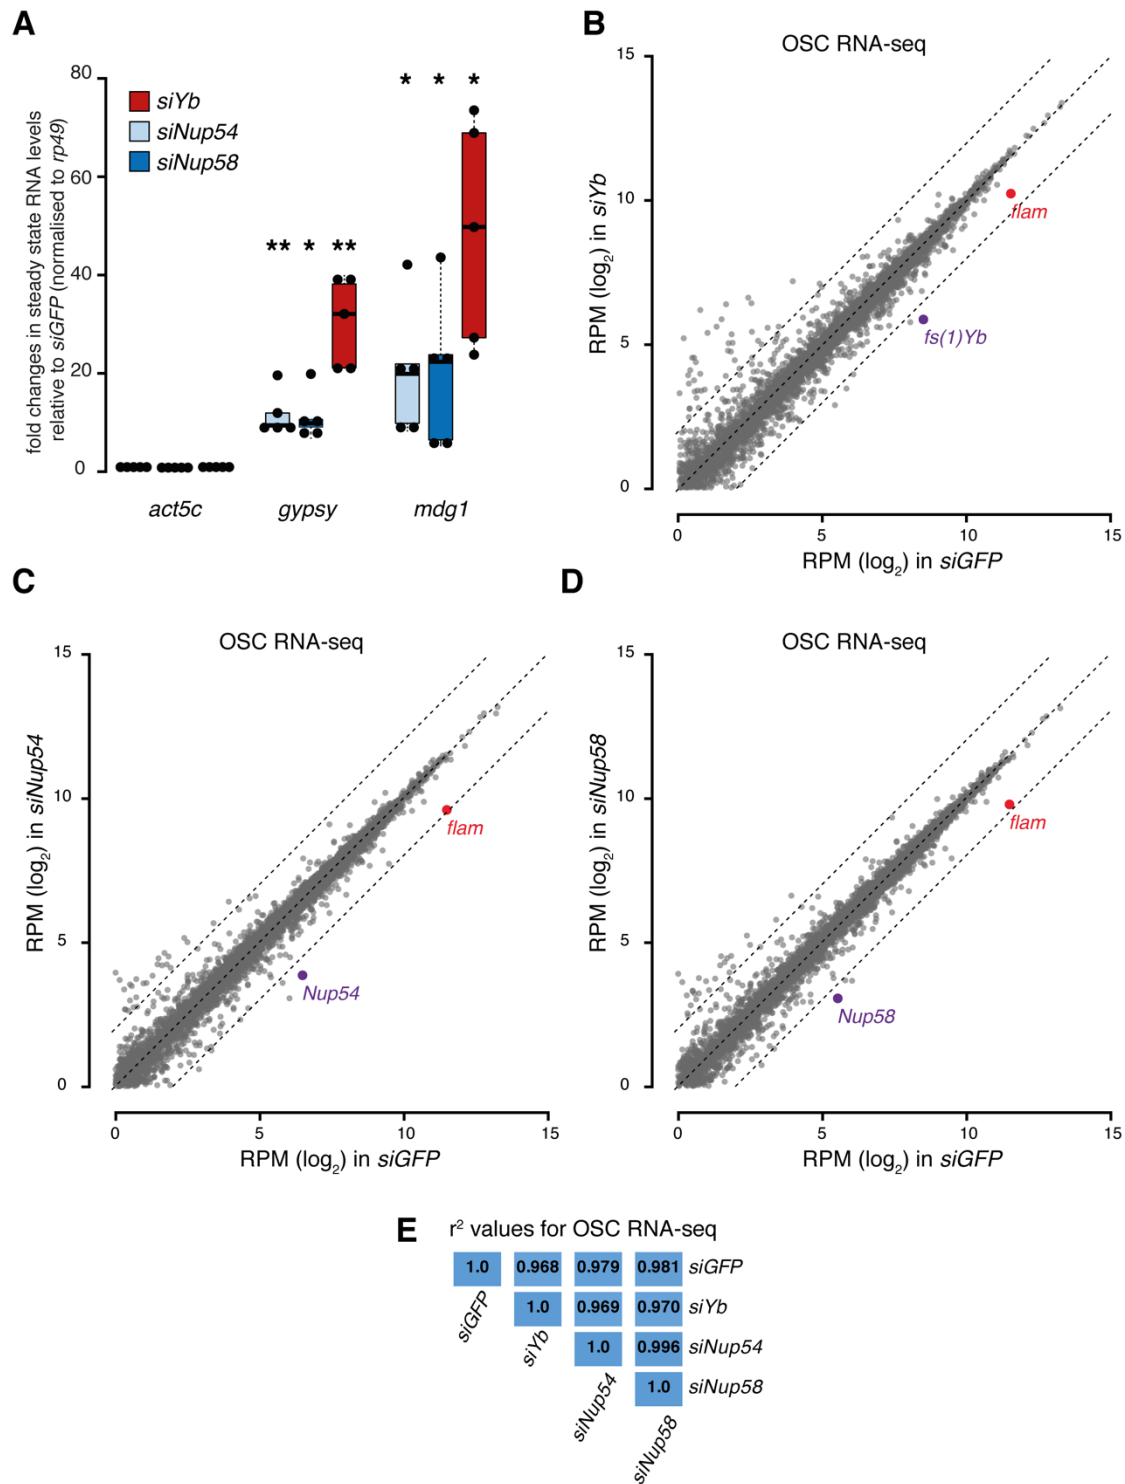 A
fold changes in steady state RNA levels
relative to siGFP (normalised to rp49)
80
60
40
20
0
siYb
siNup54
siNup58
** * **
* * *
act5c gypsy mdg1
B
OSC RNA-seq
RPM (log2) in siYb
15
10
5
0
flam
fs(1)Yb
0 5 10 15
RPM (log2) in siGFP
C
OSC RNA-seq
RPM (log2) in siNup54
15
10
5
0
flam
Nup54
0 5 10 15
RPM (log2) in siGFP
D
OSC RNA-seq
RPM (log2) in siNup58
15
10
5
0
flam
Nup58
0 5 10 15
RPM (log2) in siGFP
E
r2 values for OSC RNA-seq
1.0 0.968 0.979 0.981 siGFP
siGFP 1.0 0.969 0.970 siYb
siYb 1.0 0.996 siNup54
siNup54 1.0 siNup58
siNup58